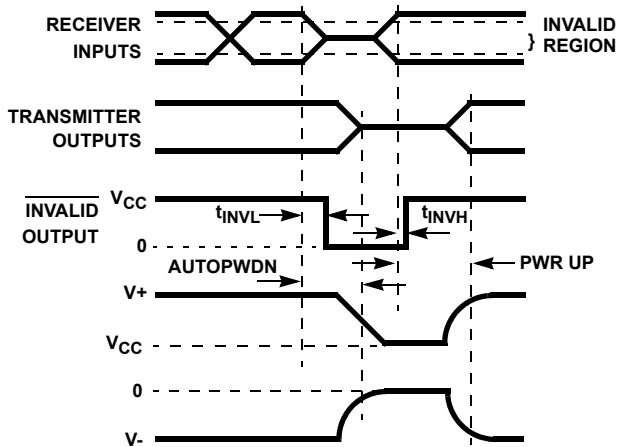 RECEIVER
INPUTS
} INVALID
REGION
TRANSMITTER
OUTPUTS
INVALID
OUTPUT
VCC
0
tINVL
tINVH
AUTOPWDN
PWR UP
V+
VCC
0
V-